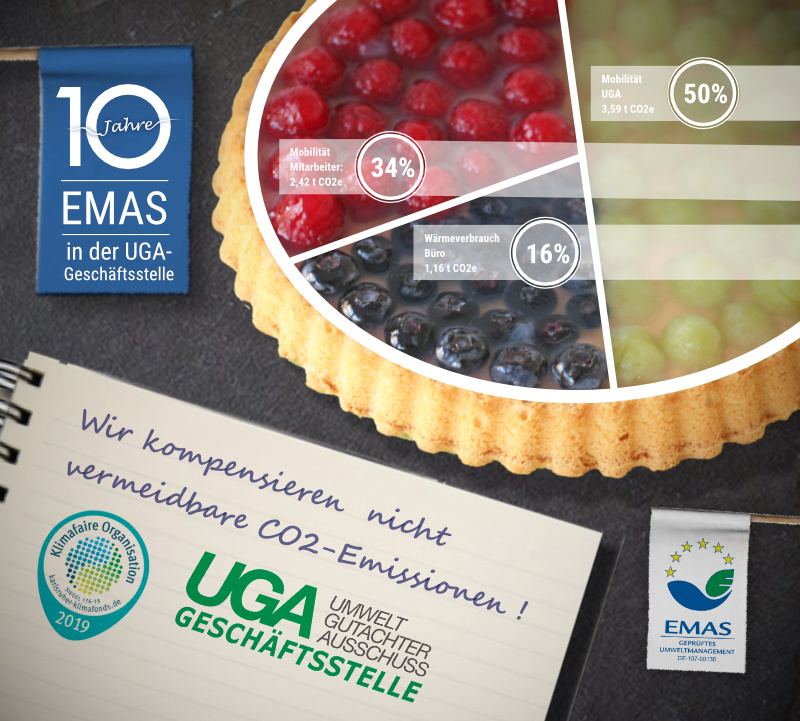 10
Jahre
EMAS
in der UGA-
Geschäftsstelle
Mobilität
UGA
3,59 t CO2e
50%
Mobilität
Mitarbeiter:
2,42 t CO2e
34%
Wärmeverbrauch
Büro
1,16 t CO2e
16%
Wir kompensieren nicht
vermeidbare CO2-Emissionen !
Klimafaire Organisation
SIEGEL 176-19
karlsruher-klimafonds.de
2019
UGA
UMWELT
GUTACHTER
AUSSCHUSS
GESCHÄFTSSTELLE
EMAS
GEPRÜFTES
UMWELTMANAGEMENT
DE-107-00130